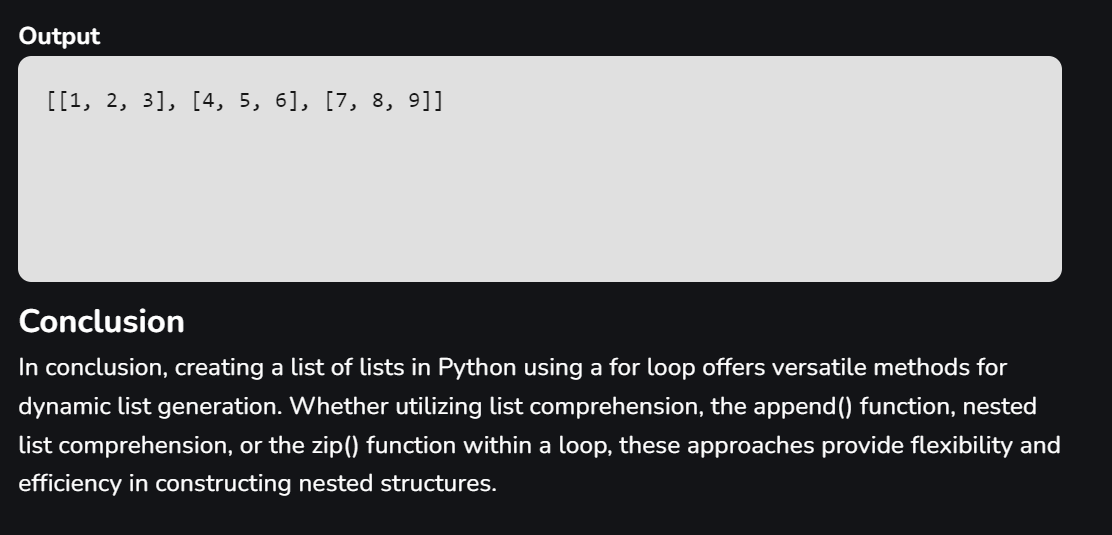 Output
[[1, 2, 3], [4, 5, 6], [7, 8, 9]]
Conclusion
In conclusion, creating a list of lists in Python using a for loop offers versatile methods for
dynamic list generation. Whether utilizing list comprehension, the append() function, nested
list comprehension, or the zip() function within a loop, these approaches provide flexibility and
efficiency in constructing nested structures.